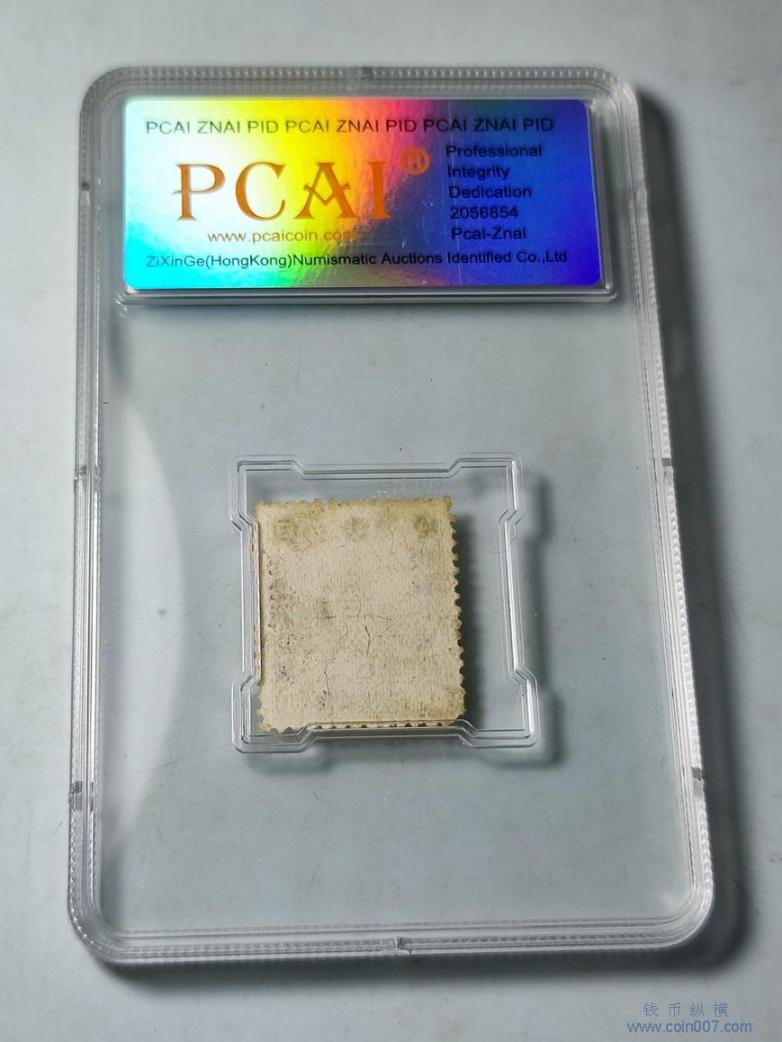 PCAI ZNAI PID PCAI ZNAI PID PCAI ZNAI PID
PCAI®
Professional
Integrity
Dedication
2056854
Pcal-Znal
www.pcaicoin.com
ZiXinGe(HongKong)Numismatic Auctions Identified Co.,Ltd
钱币纵横
www.coin007.com